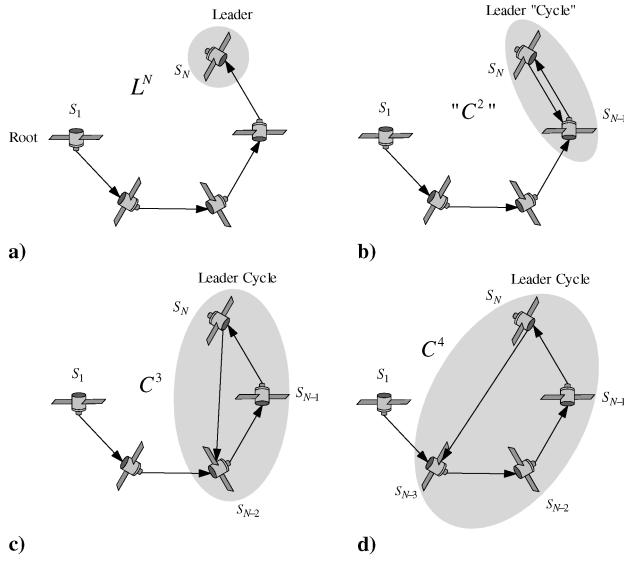 Leader
S_N
L^N
S_1
Root
a)
Leader "Cycle"
S_N
"C^2"
S_1
S_{N-1}
b)
Leader Cycle
S_N
C^3
S_1
S_{N-1}
S_{N-2}
c)
Leader Cycle
S_N
C^4
S_1
S_{N-1}
S_{N-3}
S_{N-2}
d)